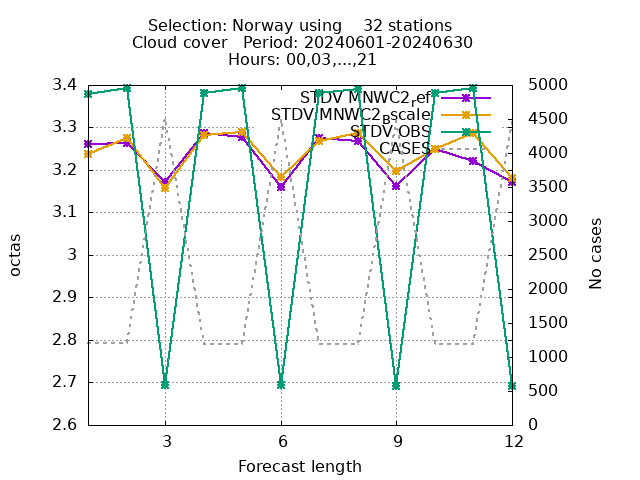 Selection: Norway using    32 stations
Cloud cover   Period: 20240601-20240630
Hours: 00,03,...,21
STDV MNWC2_ref
STDV MNWC2_Bscale
STDV OBS
CASES
3.4
3.3
3.2
3.1
3
2.9
2.8
2.7
2.6
octas
5000
4500
4000
3500
3000
2500
2000
1500
1000
500
0
No cases
3 6 9 12
Forecast length